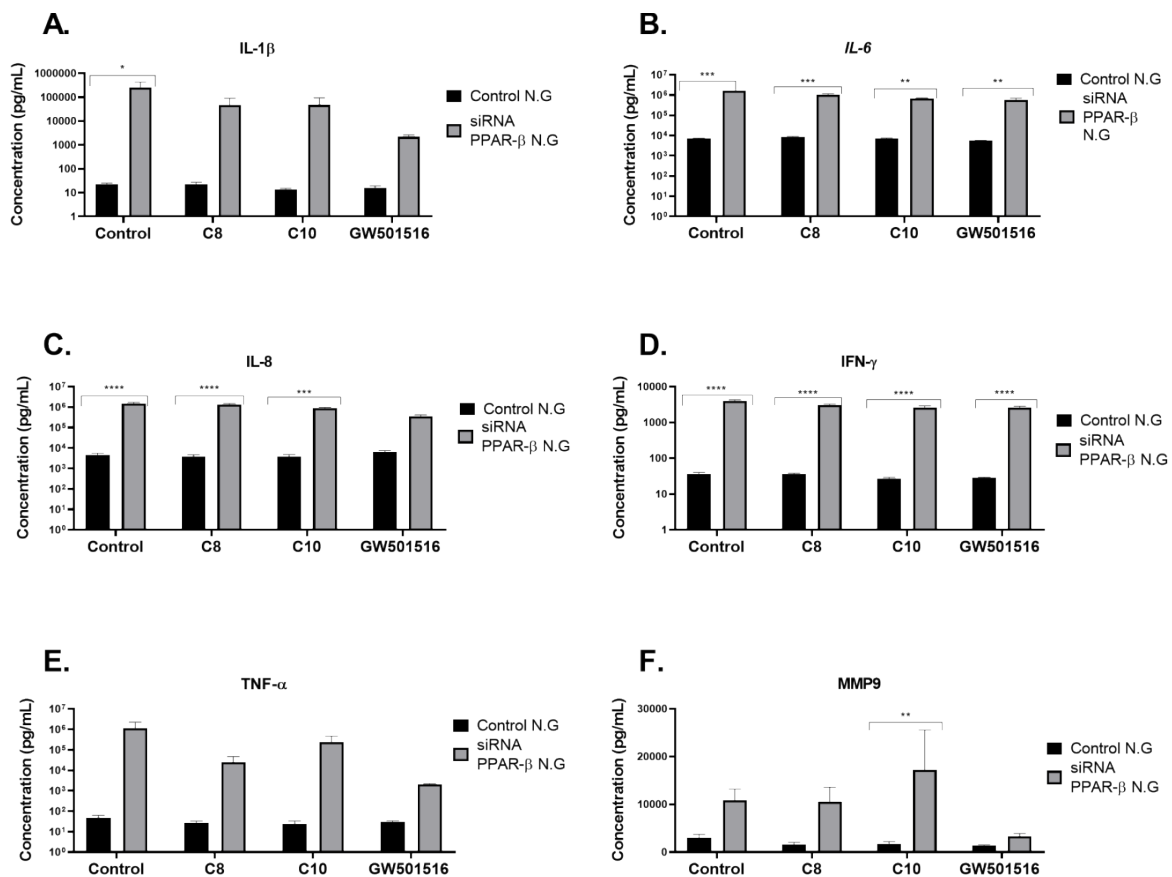 A.
IL-1β
Concentration (pg/mL)
1000000
100000
10000
1000
100
10
1
*
Control
C8
C10
GW501516
Control N.G
siRNA
PPAR-β N.G
B.
IL-6
Concentration (pg/mL)
10⁷
10⁶
10⁵
10⁴
10³
10²
10¹
10⁰
***
***
**
**
Control
C8
C10
GW501516
Control N.G
siRNA
PPAR-β
N.G
C.
IL-8
Concentration (pg/mL)
10⁷
10⁶
10⁵
10⁴
10³
10²
10¹
10⁰
****
****
***
Control
C8
C10
GW501516
Control N.G
siRNA
PPAR-β N.G
D.
IFN-γ
Concentration (pg/mL)
10000
1000
100
10
1
****
****
****
****
Control
C8
C10
GW501516
Control N.G
siRNA
PPAR-β N.G
E.
TNF-α
Concentration (pg/mL)
10⁷
10⁶
10⁵
10⁴
10³
10²
10¹
10⁰
Control
C8
C10
GW501516
Control N.G
siRNA
PPAR-β N.G
F.
MMP9
Concentration (pg/mL)
30000
20000
10000
0
**
Control
C8
C10
GW501516
Control N.G
siRNA
PPAR-β N.G